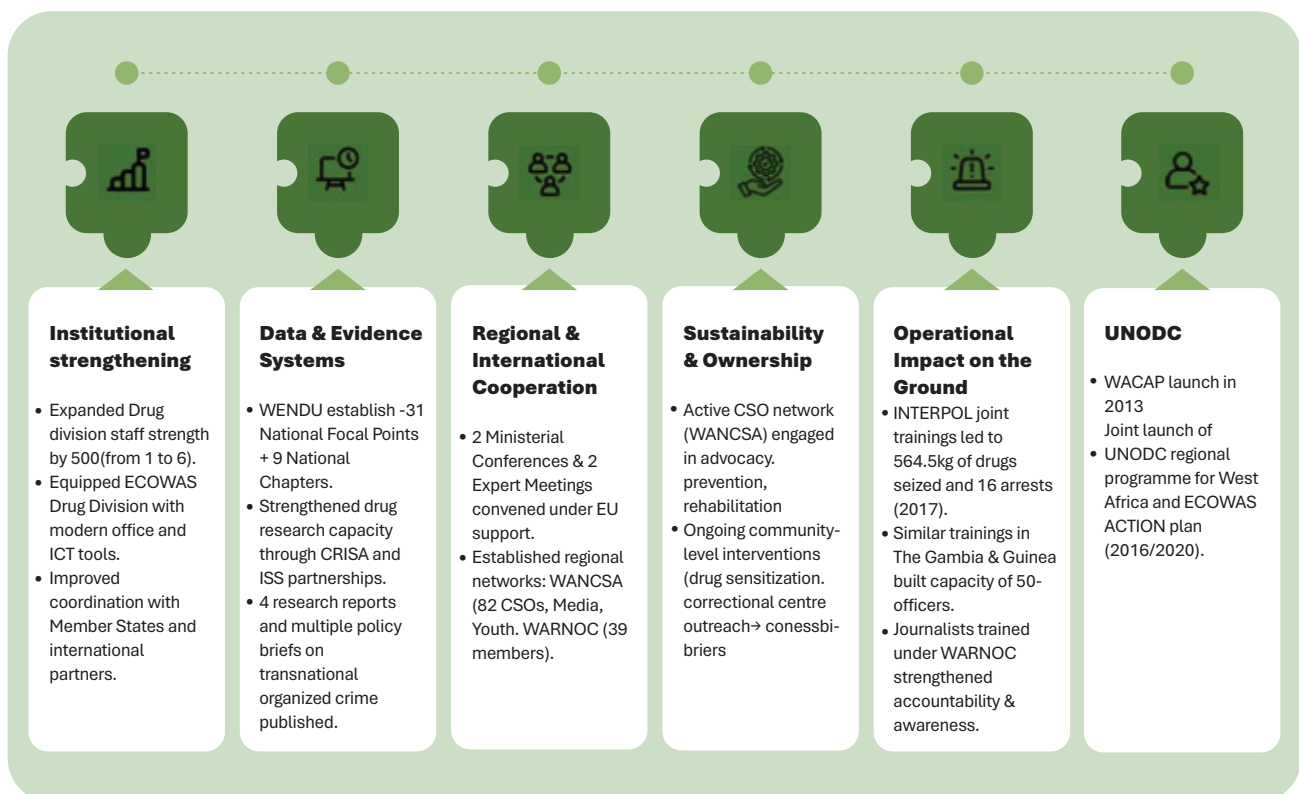 Institutional
strengthening
• Expanded Drug
division staff strength
by 500(from 1 to 6).
• Equipped ECOWAS
Drug Division with
modern office and
ICT tools.
• Improved
coordination with
Member States and
international
partners.
Data & Evidence
Systems
• WENDU establish -31
National Focal Points
+ 9 National
Chapters.
• Strengthened drug
research capacity
through CRISA and
ISS partnerships.
• 4 research reports
and multiple policy
briefs on
transnational
organized crime
published.
Regional &
International
Cooperation
• 2 Ministerial
Conferences & 2
Expert Meetings
convened under EU
support.
• Established regional
networks: WANCSA
(82 CSOs, Media,
Youth. WARNOC (39
members).
Sustainability
& Ownership
• Active CSO network
(WANCSA) engaged
in advocacy.
prevention,
rehabilitation
• Ongoing community-
level interventions
(drug sensitization.
correctional centre
outreach→ conessbi-
briers
Operational
Impact on the
Ground
• INTERPOL joint
trainings led to
564.5kg of drugs
seized and 16 arrests
(2017).
• Similar trainings in
The Gambia & Guinea
built capacity of 50-
officers.
• Journalists trained
under WARNOC
strengthened
accountability &
awareness.
UNODC
• WACAP launch in
2013
Joint launch of
• UNODC regional
programme for West
Africa and ECOWAS
ACTION plan
(2016/2020).